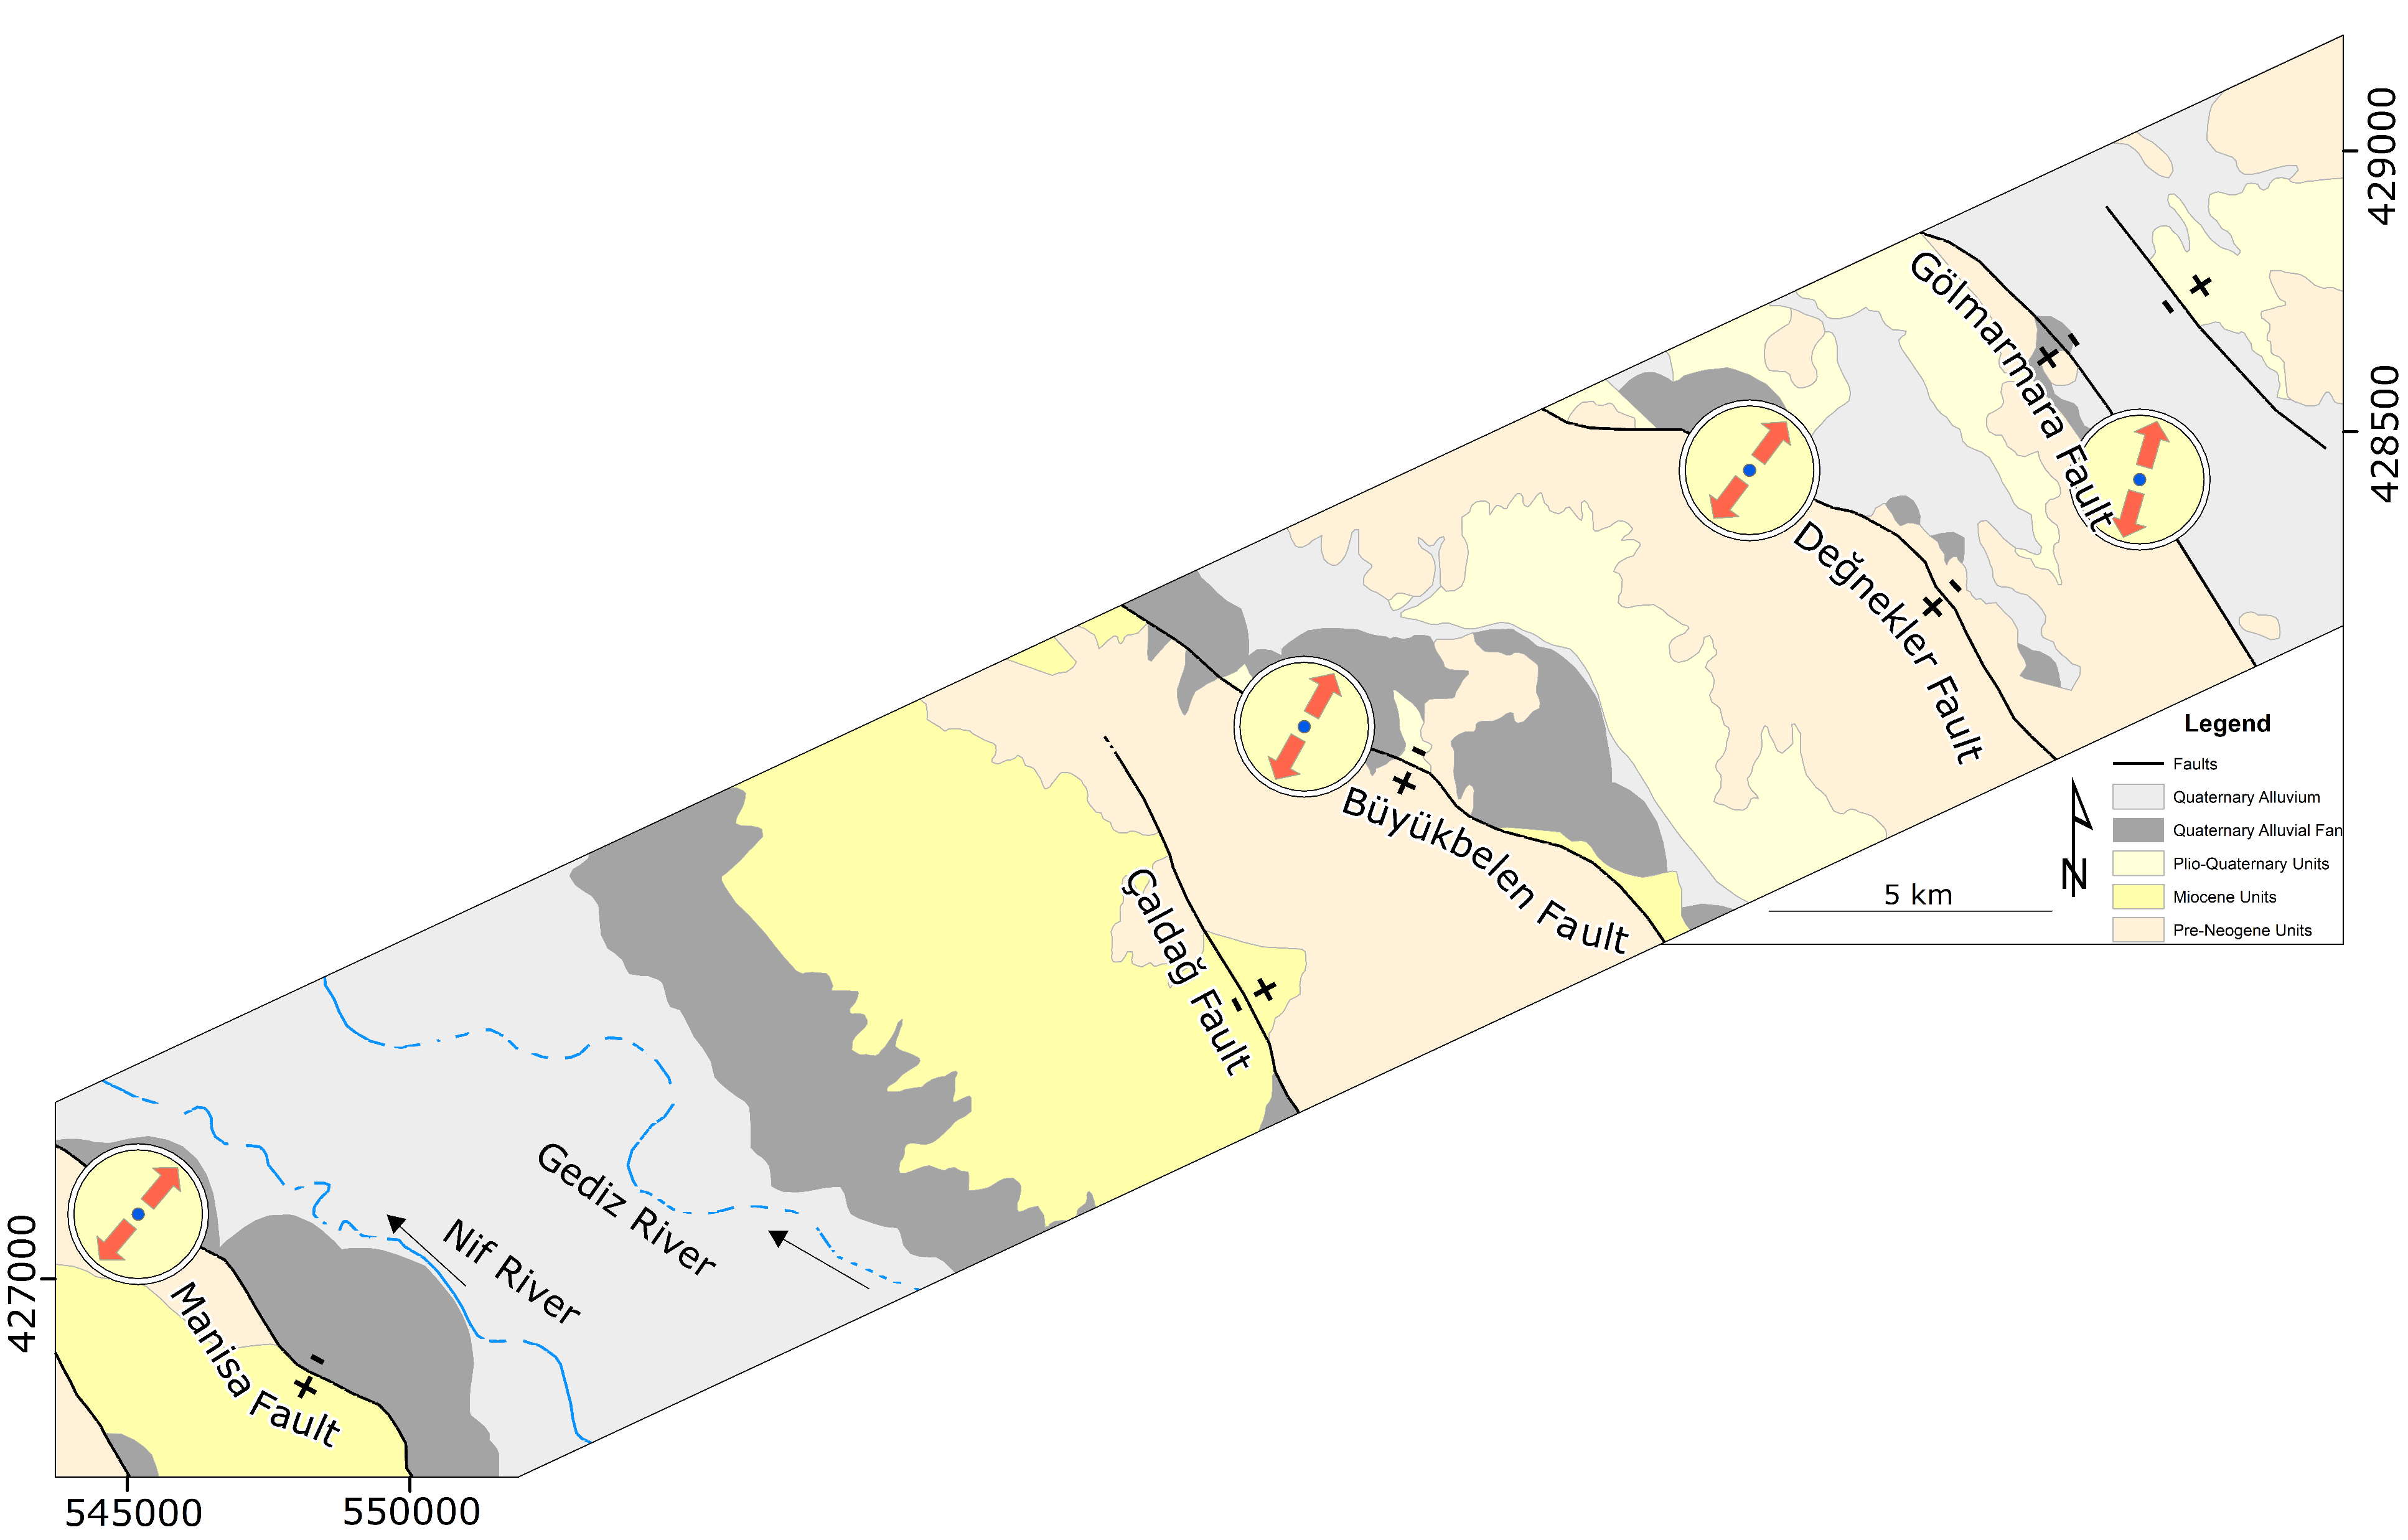 4290000
Gölmarmara Fault
+
-
-
+
428500
Değnekler Fault
-
+
Legend
Faults
Quaternary Alluvium
Quaternary Alluvial Fan
Plio-Quaternary Units
Miocene Units
Pre-Neogene Units
N
5 km
-
+
Büyükbelen Fault
Çaldağ Fault
+
-
Gediz River
Nif River
427000
Manisa Fault
-
+
545000
550000